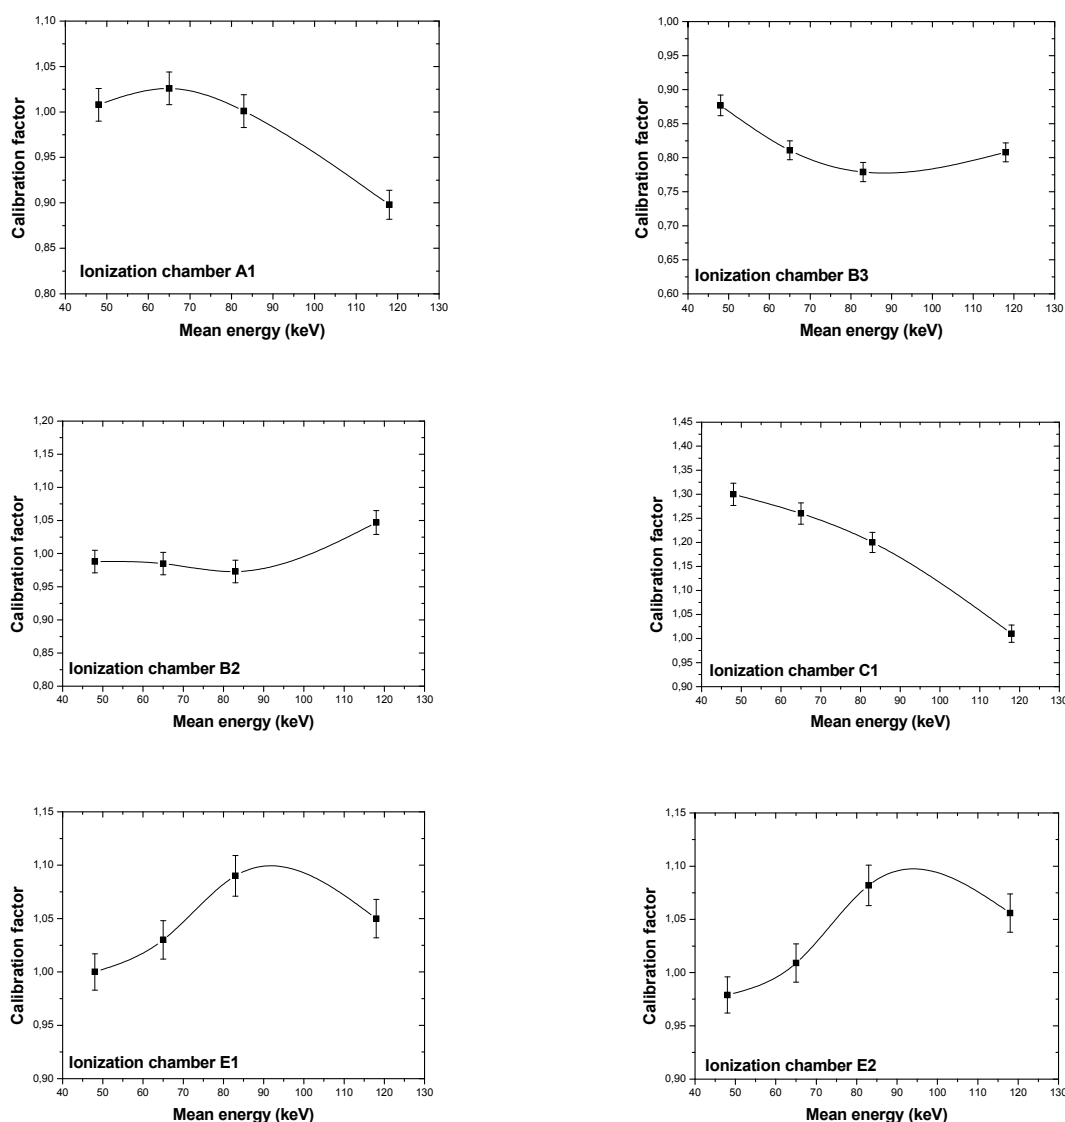 1,10
1,05
1,00
0,95
0,90
0,85
0,80
Calibration factor
Ionization chamber A1
40 50 60 70 80 90 100 110 120 130
Mean energy (keV)
1,00
0,95
0,90
0,85
0,80
0,75
0,70
0,65
0,60
Calibration factor
Ionization chamber B3
40 50 60 70 80 90 100 110 120 130
Mean energy (keV)
1,20
1,15
1,10
1,05
1,00
0,95
0,90
0,85
0,80
Calibration factor
Ionization chamber B2
40 50 60 70 80 90 100 110 120 130
Mean energy (keV)
1,45
1,40
1,35
1,30
1,25
1,20
1,15
1,10
1,05
1,00
0,95
0,90
Calibration factor
Ionization chamber C1
40 50 60 70 80 90 100 110 120 130
Mean energy (keV)
1,15
1,10
1,05
1,00
0,95
0,90
Calibration factor
Ionization chamber E1
40 50 60 70 80 90 100 110 120 130
Mean energy (keV)
1,15
1,10
1,05
1,00
0,95
0,90
Calibration factor
Ionization chamber E2
40 50 60 70 80 90 100 110 120 130
Mean energy (keV)